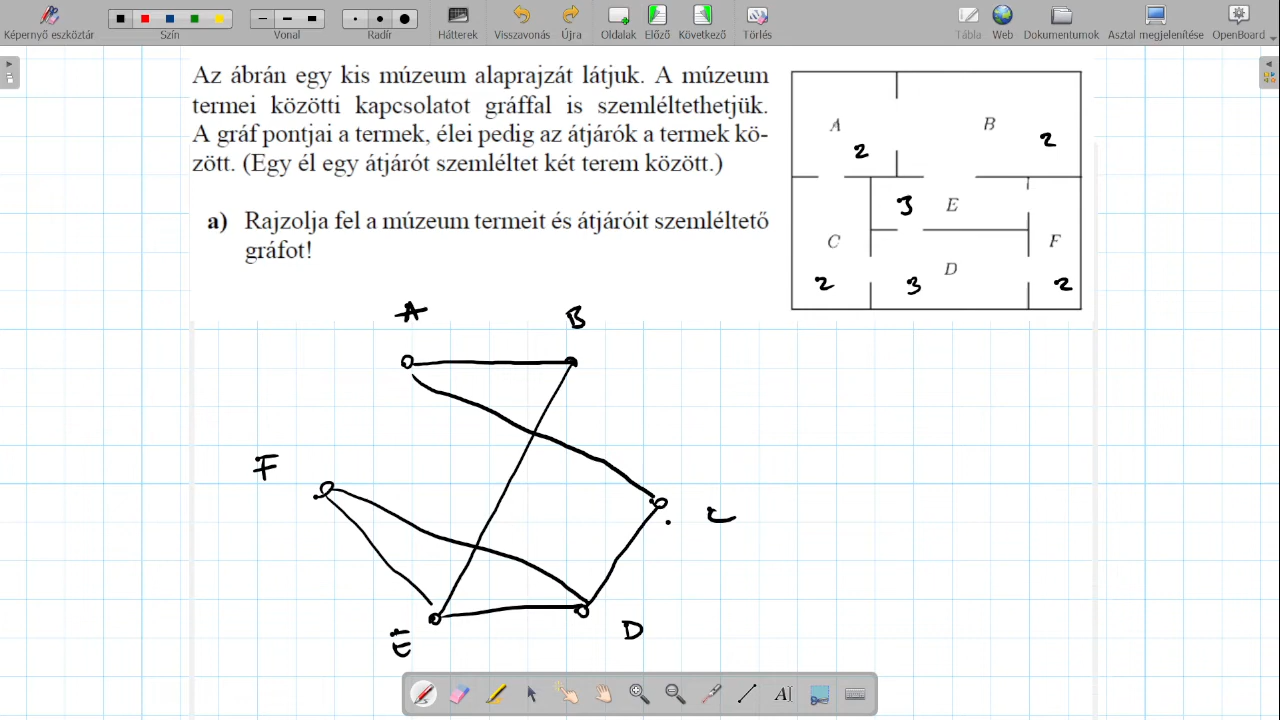 Képernyő eszköztár
Szín
Vonal
Radír
Hátterek
Visszavonás
Újra
Oldalak
Előző
Következő
Törlés
Tábla
Web
Dokumentumok
Asztal megjelenítése
OpenBoard
Az ábrán egy kis múzeum alaprajzát látjuk. A múzeum
termei közötti kapcsolatot gráffal is szemléltethetjük.
A gráf pontjai a termek, élei pedig az átjárók a termek kö-
zött. (Egy él egy átjárót szemléltet két terem között.)
a) Rajzolja fel a múzeum termeit és átjáróit szemléltető
gráfot!
A
2
B
2
3
E
C
2
D
3
F
2
A
B
F
C
E
D
A